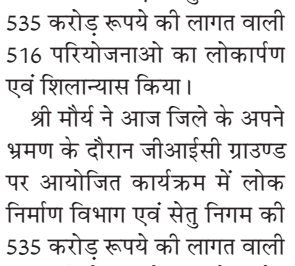 535 करोड़ रूपये की लागत वाली
516 परियोजनाओ का लोकार्पण
एवं शिलान्यास किया।
श्री मौर्य ने आज जिले के अपने
भ्रमण के दौरान जीआईसी ग्राउण्ड
पर आयोजित कार्यक्रम में लोक
निर्माण विभाग एवं सेतु निगम की
535 करोड़ रूपये की लागत वाली